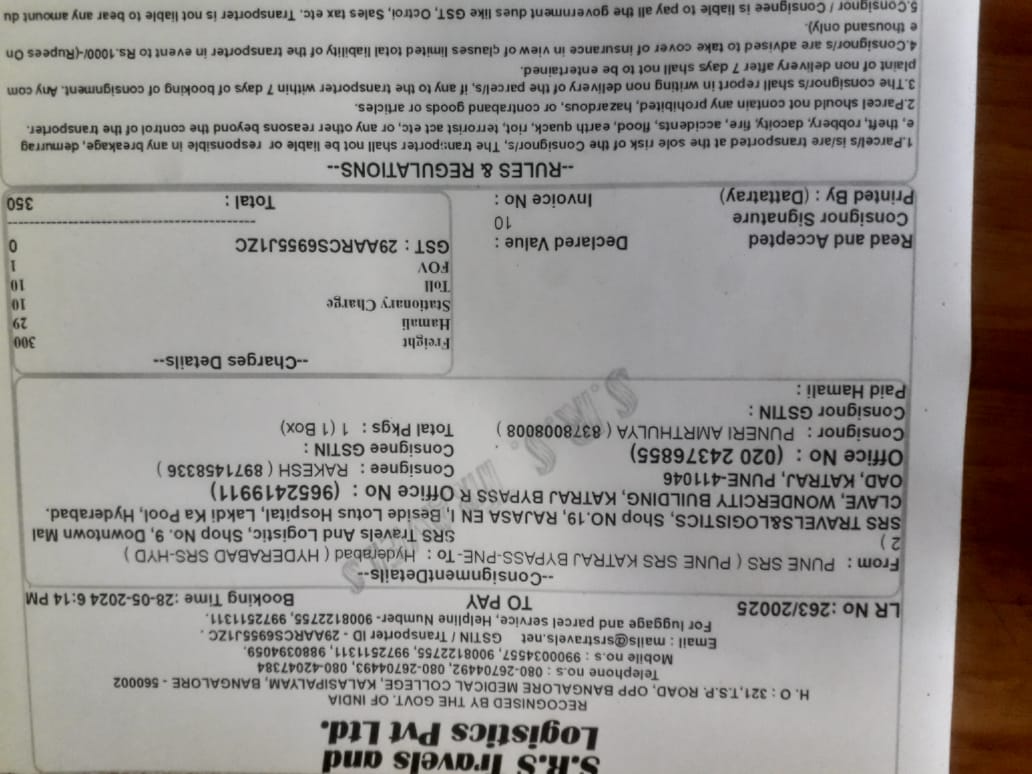 S.R.S Travels and
Logistics Pvt Ltd.
RECOGNISED BY THE GOVT. OF INDIA
H. O : 321,T.S.P. ROAD, OPP BANGALORE MEDICAL COLLEGE, KALASIPALYAM, BANGALORE - 560002
Telephone no.s : 080-26704492, 080-26704493, 080-42047384
Mobile no.s : 9900034557, 9008122755, 9972511311, 9880394059.
Email : mails@srstravels.net GSTIN / Transporter ID - 29AARCS6955J1ZC .
For luggage and parcel service, Helpline Number- 9008122755, 9972511311.
LR No :263/20025 TO PAY Booking Time :28-05-2024 6:14 PM
--ConsignmentDetails--
From : PUNE SRS ( PUNE SRS KATRAJ BYPASS-PNE-
2 )
SRS TRAVELS&LOGISTICS, Shop NO.19, RAJASA EN
CLAVE, WONDERCITY BUILDING, KATRAJ BYPASS R
OAD, KATRAJ, PUNE-411046
Office No : (020 24376855)
Consignor : PUNERI AMRTHULYA ( 8378008008 )
Consignor GSTIN :
Paid Hamali :
To : Hyderabad ( HYDERABAD SRS-HYD )
SRS Travels And Logistic, Shop No. 9, Downtown Mal
l, Beside Lotus Hospital, Lakdi Ka Pool, Hyderabad.
Office No : (9652419911)
Consignee : RAKESH ( 8971458336 )
Consignee GSTIN :
Total Pkgs : 1 (1 Box)
S.R.S. TRAVELS
Read and Accepted
Consignor Signature
Printed By : (Dattatray)
Declared Value :
10
Invoice No :
--Charges Details--
Freight 300
Hamali 29
Stationary Charge 10
Toll 10
FOV 1
GST : 29AARCS6955J1ZC 0
Total : 350
--RULES & REGULATIONS--
1.Parcel/s is/are transported at the sole risk of the Consignor/s, The transporter shall not be liable or responsible in any breakage, demurrag
e, theft, robbery, dacoity, fire, accidents, flood, earth quack, riot, terrorist act etc, or any other reasons beyond the control of the transporter.
2.Parcel should not contain any prohibited, hazardous, or contraband goods or articles.
3.The consignor/s shall report in writing non delivery of the parcel/s, if any to the transporter within 7 days of booking of consignment. Any com
plaint of non delivery after 7 days shall not to be entertained.
4.Consignor/s are advised to take cover of insurance in view of clauses limited total liability of the transporter in event to Rs.1000/-(Rupees On
e thousand only).
5.Consignor / Consignee is liable to pay all the government dues like GST, Octroi, Sales tax etc. Transporter is not liable to bear any amount du